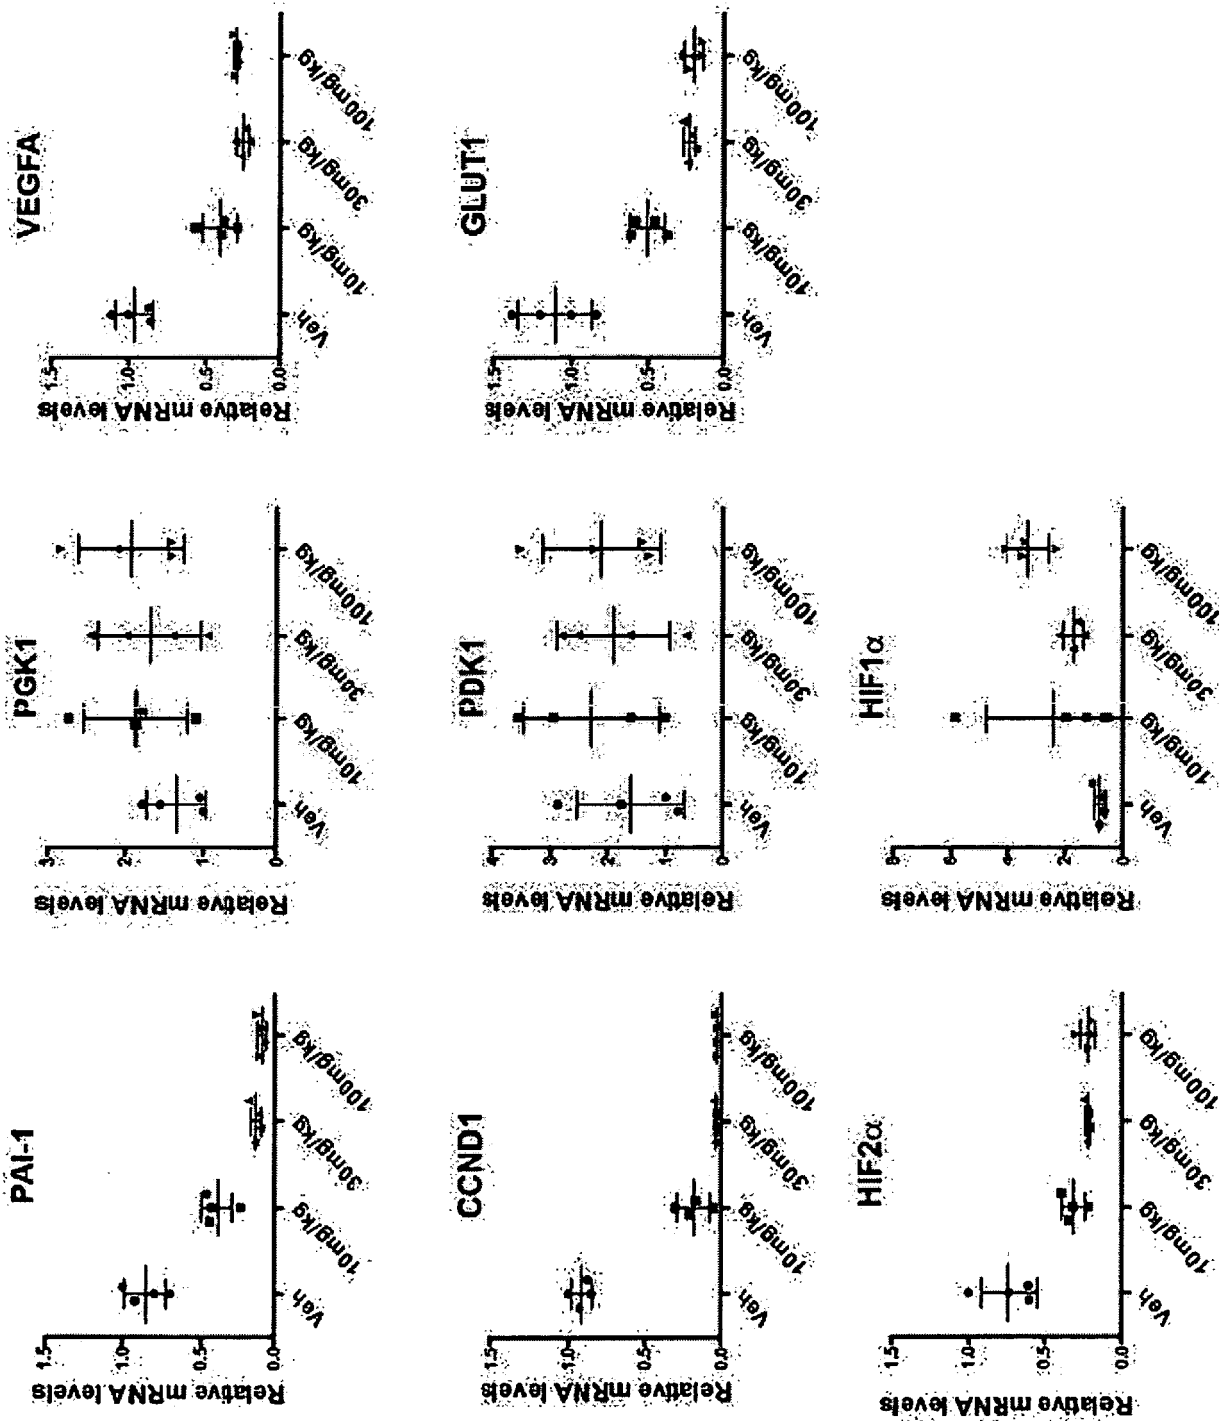 PAI-1
Relative mRNA levels
1.5
1.0
0.5
0.0
Veh
10mg/kg
30mg/kg
100mg/kg
PGK1
Relative mRNA levels
3
2
1
0
Veh
10mg/kg
30mg/kg
100mg/kg
VEGFA
Relative mRNA levels
1.5
1.0
0.5
0.0
Veh
10mg/kg
30mg/kg
100mg/kg
CCND1
Relative mRNA levels
1.5
1.0
0.5
0.0
Veh
10mg/kg
30mg/kg
100mg/kg
PDK1
Relative mRNA levels
4
3
2
1
0
Veh
10mg/kg
30mg/kg
100mg/kg
GLUT1
Relative mRNA levels
1.5
1.0
0.5
0.0
Veh
10mg/kg
30mg/kg
100mg/kg
HIF2α
Relative mRNA levels
1.5
1.0
0.5
0.0
Veh
10mg/kg
30mg/kg
100mg/kg
HIF1α
Relative mRNA levels
8
6
4
2
0
Veh
10mg/kg
30mg/kg
100mg/kg